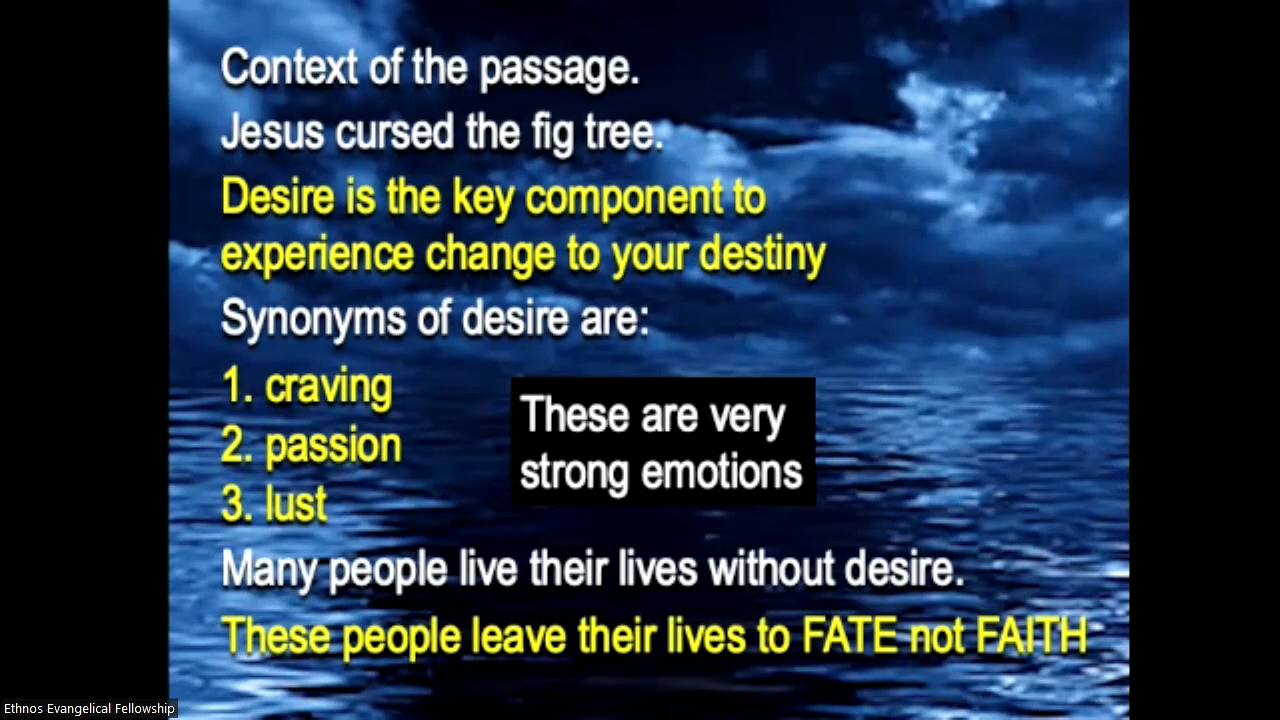 Context of the passage.
Jesus cursed the fig tree.
Desire is the key component to
experience change to your destiny
Synonyms of desire are:
1. craving
2. passion
3. lust
These are very
strong emotions
Many people live their lives without desire.
These people leave their lives to FATE not FAITH
Ethnos Evangelical Fellowship